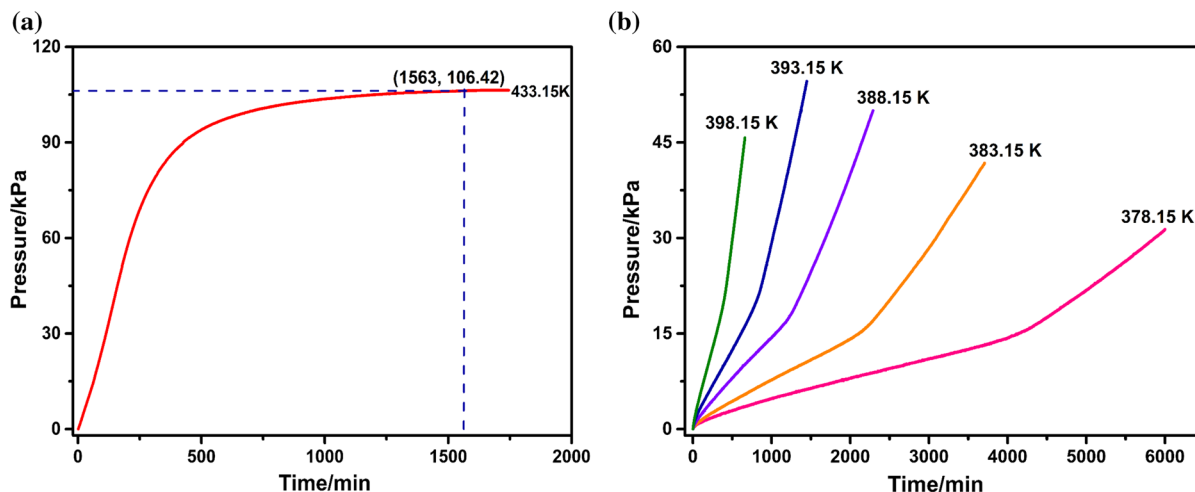 (a)
Pressure/kPa
120
90
60
30
0
(1563, 106.42)
433.15K
0 500 1000 1500 2000
Time/min
(b)
Pressure/kPa
60
45
30
15
0
398.15 K
393.15 K
388.15 K
383.15 K
378.15 K
0 1000 2000 3000 4000 5000 6000
Time/min